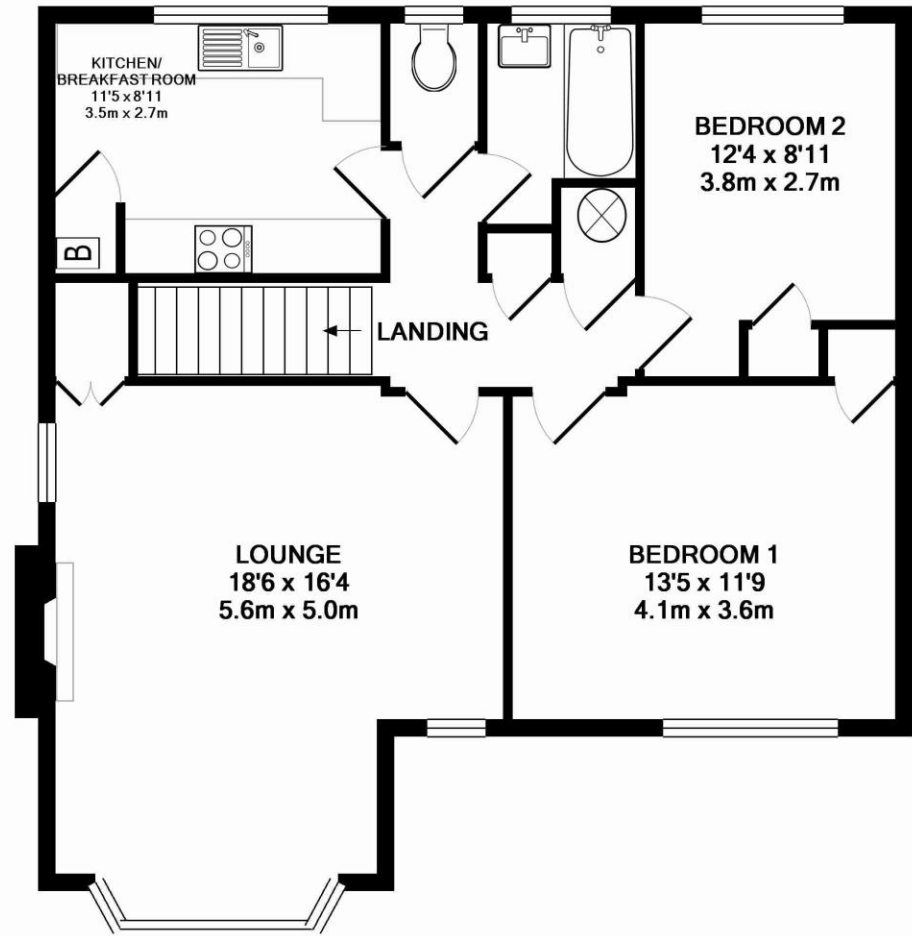 KITCHEN/
BREAKFAST ROOM
11'5 x 8'11
3.5m x 2.7m
BEDROOM 2
12'4 x 8'11
3.8m x 2.7m
B
LANDING
LOUNGE
18'6 x 16'4
5.6m x 5.0m
BEDROOM 1
13'5 x 11'9
4.1m x 3.6m